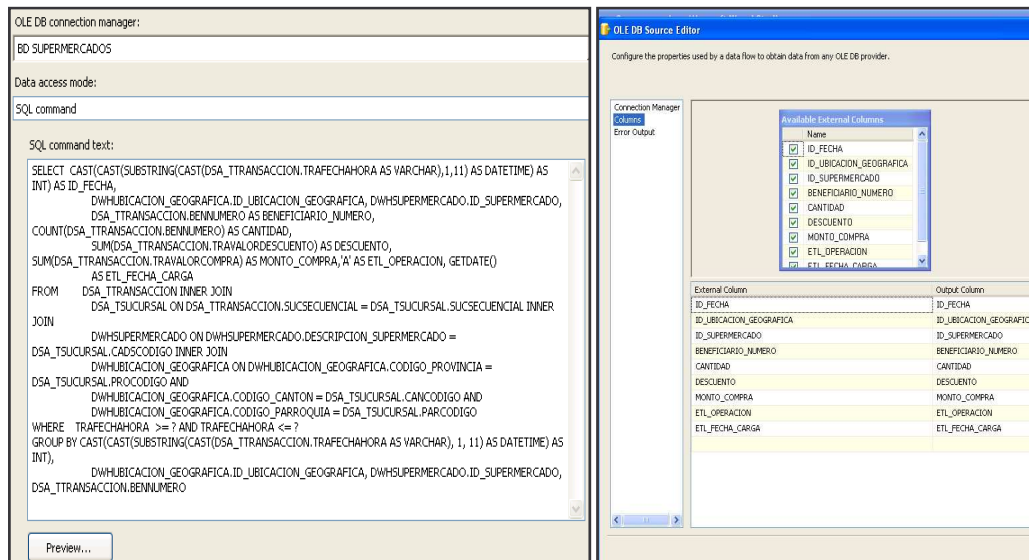 OLE DB connection manager:
BD SUPERMERCADOS
Data access mode:
SQL command
SQL command text:
SELECT CAST(CAST(SUBSTRING(CAST(DSA_TTRANSACCION.TRAFECHAHORA AS VARCHAR),1,11) AS DATETIME) AS
INT) AS ID_FECHA,
DWHUBICACION_GEOGRAFICA.ID_UBICACION_GEOGRAFICA, DWHSUPERMERCADO.ID_SUPERMERCADO,
DSA_TTRANSACCION.BENNUMERO AS BENEFICIARIO_NUMERO,
COUNT(DSA_TTRANSACCION.BENNUMERO) AS CANTIDAD,
SUM(DSA_TTRANSACCION.TRAVALORDESCUENTO) AS DESCUENTO,
SUM(DSA_TTRANSACCION.TRAVALORCOMPRA) AS MONTO_COMPRA,'A' AS ETL_OPERACION, GETDATE()
AS ETL_FECHA_CARGA
FROM DSA_TTRANSACCION INNER JOIN
DSA_TSUCURSAL ON DSA_TTRANSACCION.SUCSECUENCIAL = DSA_TSUCURSAL.SUCSECUENCIAL INNER
JOIN
DWHSUPERMERCADO ON DWHSUPERMERCADO.DESCRIPCION_SUPERMERCADO =
DSA_TSUCURSAL.CADSCODIGO INNER JOIN
DWHUBICACION_GEOGRAFICA ON DWHUBICACION_GEOGRAFICA.CODIGO_PROVINCIA =
DSA_TSUCURSAL.PROCODIGO AND
DWHUBICACION_GEOGRAFICA.CODIGO_CANTON = DSA_TSUCURSAL.CANCODIGO AND
DWHUBICACION_GEOGRAFICA.CODIGO_PARROQUIA = DSA_TSUCURSAL.PARCODIGO
WHERE TRAFECHAHORA >= ? AND TRAFECHAHORA <= ?
GROUP BY CAST(CAST(SUBSTRING(CAST(DSA_TTRANSACCION.TRAFECHAHORA AS VARCHAR), 1, 11) AS DATETIME) AS
INT),
DWHUBICACION_GEOGRAFICA.ID_UBICACION_GEOGRAFICA, DWHSUPERMERCADO.ID_SUPERMERCADO,
DSA_TTRANSACCION.BENNUMERO
Preview...
OLE DB Source Editor
Configure the properties used by a data flow to obtain data from any OLE DB provider.
Connection Manager
Columns
Error Output
Available External Columns
Name
ID_FECHA
ID_UBICACION_GEOGRAFICA
ID_SUPERMERCADO
BENEFICIARIO_NUMERO
CANTIDAD
DESCUENTO
MONTO_COMPRA
ETL_OPERACION
ETL_FECHA_CARGA
External Column Output Column
ID_FECHA ID_FECHA
ID_UBICACION_GEOGRAFICA ID_UBICACION_GEOGRAFIC
ID_SUPERMERCADO ID_SUPERMERCADO
BENEFICIARIO_NUMERO BENEFICIARIO_NUMERO
CANTIDAD CANTIDAD
DESCUENTO DESCUENTO
MONTO_COMPRA MONTO_COMPRA
ETL_OPERACION ETL_OPERACION
ETL_FECHA_CARGA ETL_FECHA_CARGA